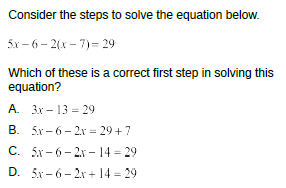 Consider the steps to solve the equation below.
5x – 6 – 2(x – 7) = 29
Which of these is a correct first step in solving this
equation?
A. 3x – 13 = 29
B. 5x – 6 – 2x = 29 + 7
C. 5x – 6 – 2x – 14 = 29
D. 5x – 6 – 2x + 14 = 29